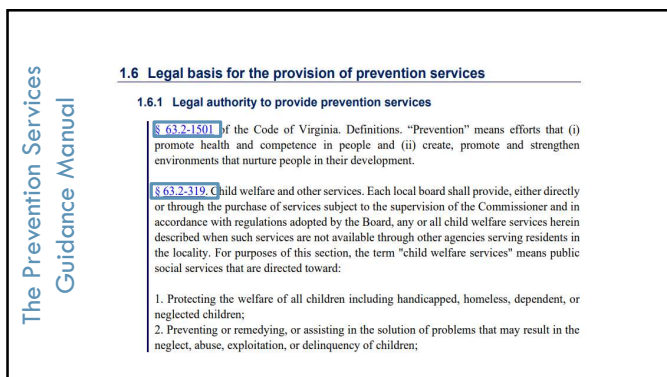 The Prevention Services
Guidance Manual
1.6 Legal basis for the provision of prevention services
1.6.1 Legal authority to provide prevention services
§ 63.2-1501 of the Code of Virginia. Definitions. “Prevention” means efforts that (i)
promote health and competence in people and (ii) create, promote and strengthen
environments that nurture people in their development.
§ 63.2-319. Child welfare and other services. Each local board shall provide, either directly
or through the purchase of services subject to the supervision of the Commissioner and in
accordance with regulations adopted by the Board, any or all child welfare services herein
described when such services are not available through other agencies serving residents in
the locality. For purposes of this section, the term "child welfare services" means public
social services that are directed toward:
1. Protecting the welfare of all children including handicapped, homeless, dependent, or
neglected children;
2. Preventing or remedying, or assisting in the solution of problems that may result in the
neglect, abuse, exploitation, or delinquency of children;